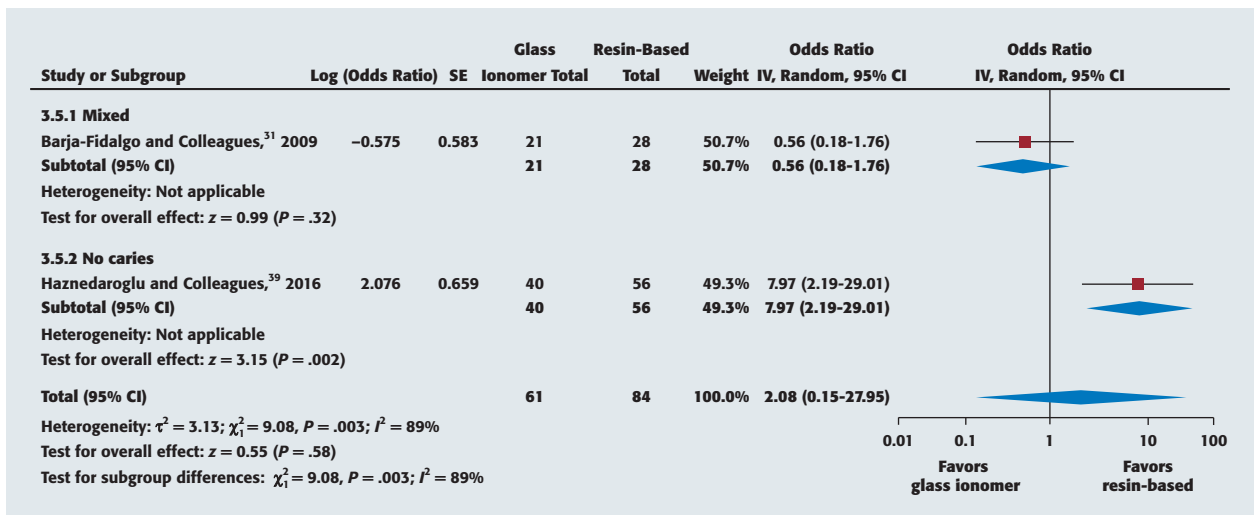 Glass Resin-Based Odds Ratio Odds Ratio
Study or Subgroup Log (Odds Ratio) SE Ionomer Total Total Weight IV, Random, 95% CI IV, Random, 95% CI
3.5.1 Mixed
Barja-Fidalgo and Colleagues,³¹ 2009 −0.575 0.583 21 28 50.7% 0.56 (0.18-1.76)
Subtotal (95% CI) 21 28 50.7% 0.56 (0.18-1.76)
Heterogeneity: Not applicable
Test for overall effect: z = 0.99 (P = .32)
3.5.2 No caries
Haznedaroglu and Colleagues,³⁹ 2016 2.076 0.659 40 56 49.3% 7.97 (2.19-29.01)
Subtotal (95% CI) 40 56 49.3% 7.97 (2.19-29.01)
Heterogeneity: Not applicable
Test for overall effect: z = 3.15 (P = .002)
Total (95% CI) 61 84 100.0% 2.08 (0.15-27.95)
Heterogeneity: τ² = 3.13; χ₁² = 9.08, P = .003; I² = 89%
Test for overall effect: z = 0.55 (P = .58)
Test for subgroup differences: χ₁² = 9.08, P = .003; I² = 89%
0.01 0.1 1 10 100
Favors Favors
glass ionomer resin-based